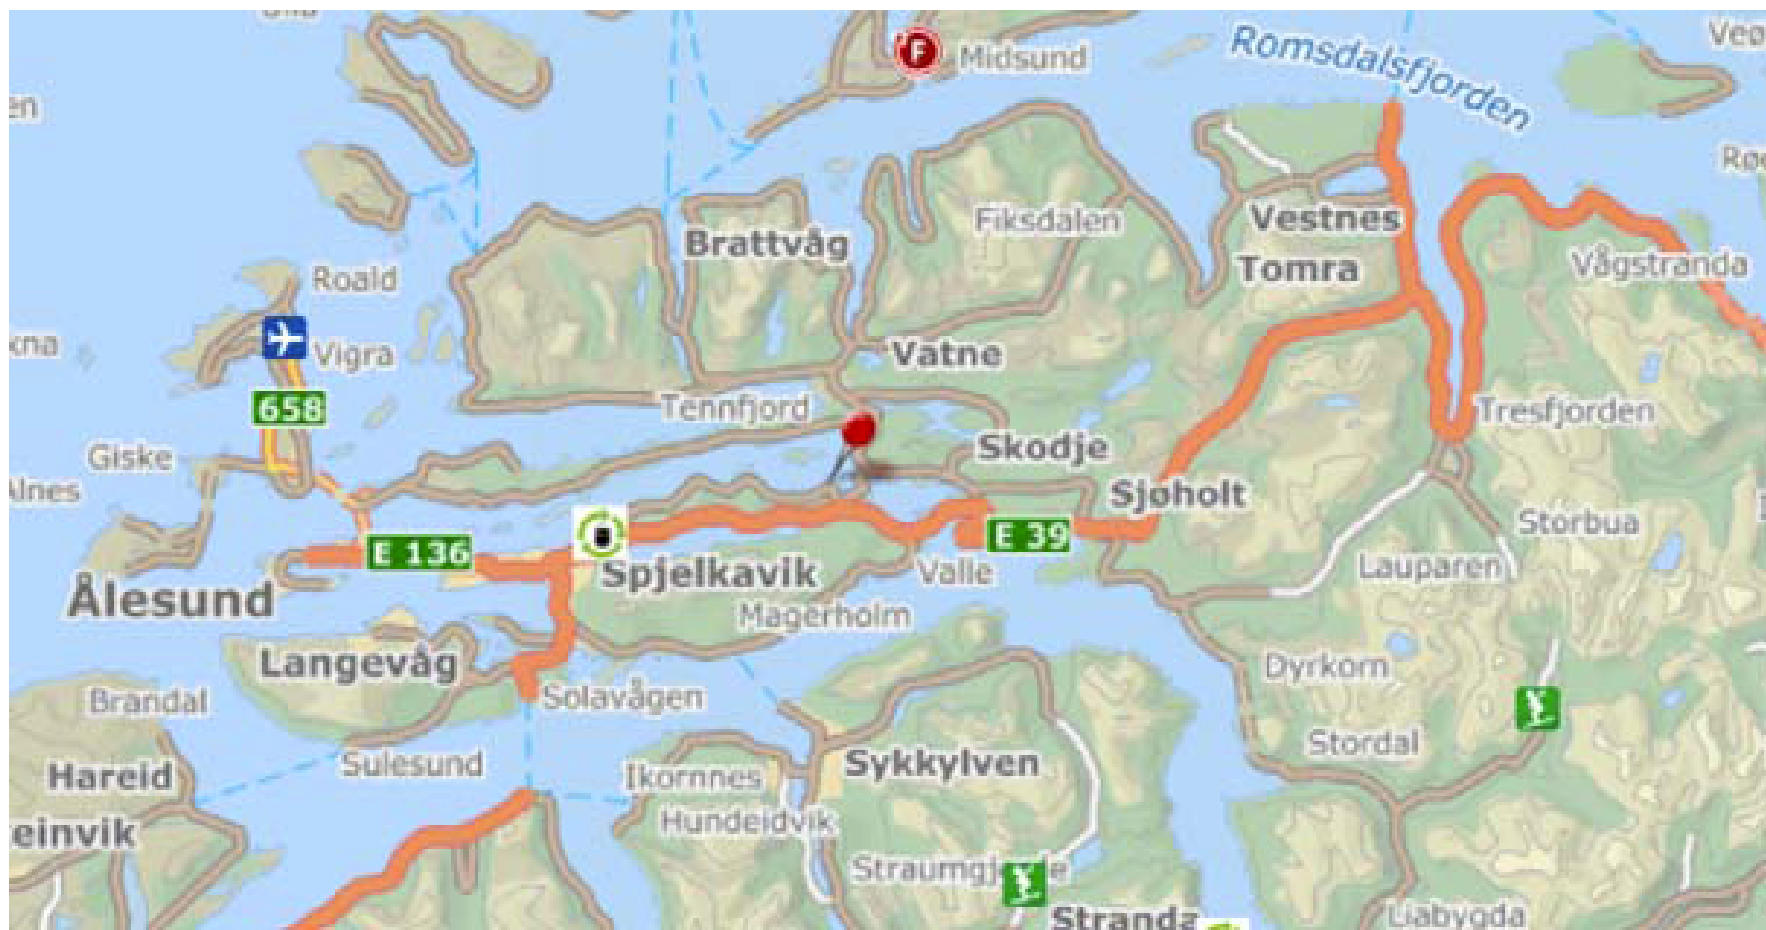 F
Midsund
Romsdalsfjorden
Fiksdalen
Vestnes
Brattvåg
Tomra
Vågstranda
Roald
Vigra
Vatne
658
Tennfjord
Tresfjorden
Giske
Skodje
Sjøholt
Storbua
E 136
E 39
Lauparen
Valle
Spjelkavik
Ålesund
Magerholm
Langevåg
Dyrkorn
Brandal
Solavågen
Stordal
Hareid
Sulesund
Ikornnes
Sykkylven
Hundeidvik
einvik
Liabygda